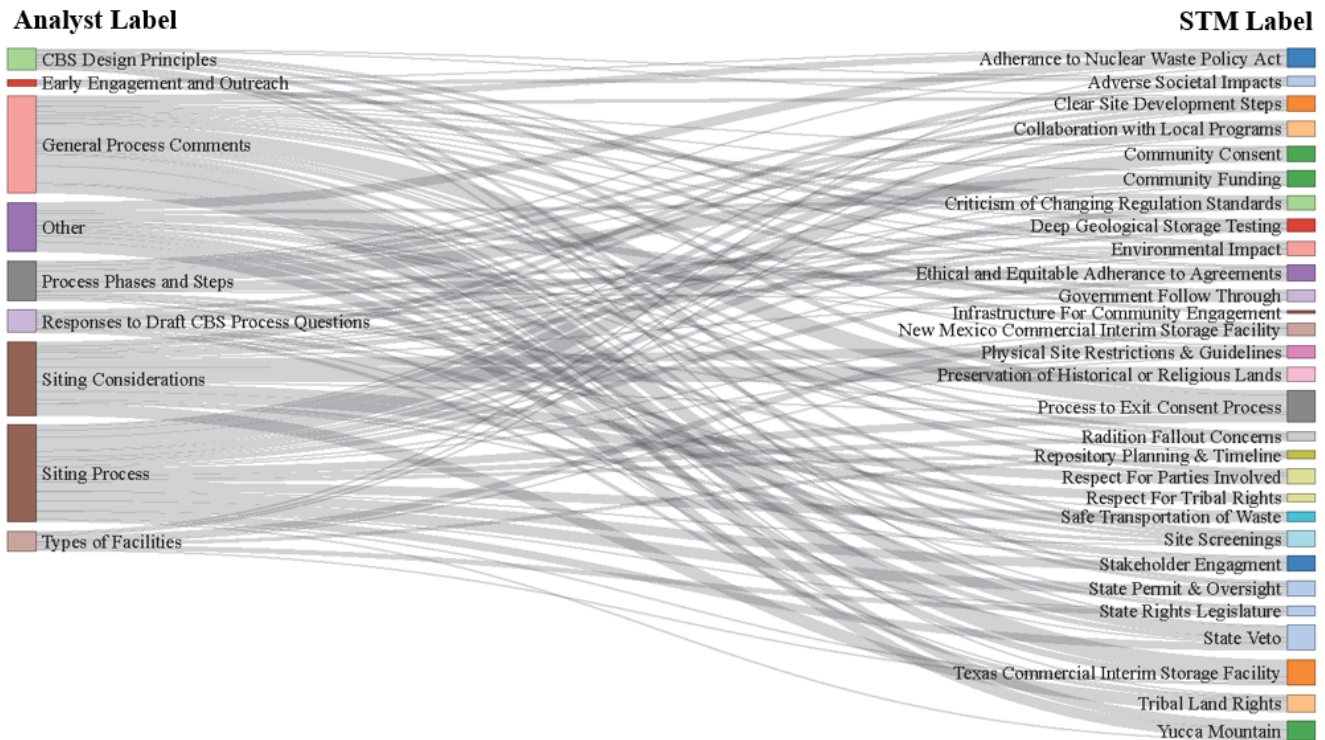 Analyst Label
STM Label
CBS Design Principles
Early Engagement and Outreach
General Process Comments
Other
Process Phases and Steps
Responses to Draft CBS Process Questions
Siting Considerations
Siting Process
Types of Facilities
Adherance to Nuclear Waste Policy Act
Adverse Societal Impacts
Clear Site Development Steps
Collaboration with Local Programs
Community Consent
Community Funding
Criticism of Changing Regulation Standards
Deep Geological Storage Testing
Environmental Impact
Ethical and Equitable Adherance to Agreements
Government Follow Through
Infrastructure For Community Engagement
New Mexico Commercial Interim Storage Facility
Physical Site Restrictions & Guidelines
Preservation of Historical or Religious Lands
Process to Exit Consent Process
Radition Fallout Concerns
Repository Planning & Timeline
Respect For Parties Involved
Respect For Tribal Rights
Safe Transportation of Waste
Site Screenings
Stakeholder Engagment
State Permit & Oversight
State Rights Legislature
State Veto
Texas Commercial Interim Storage Facility
Tribal Land Rights
Yucca Mountain